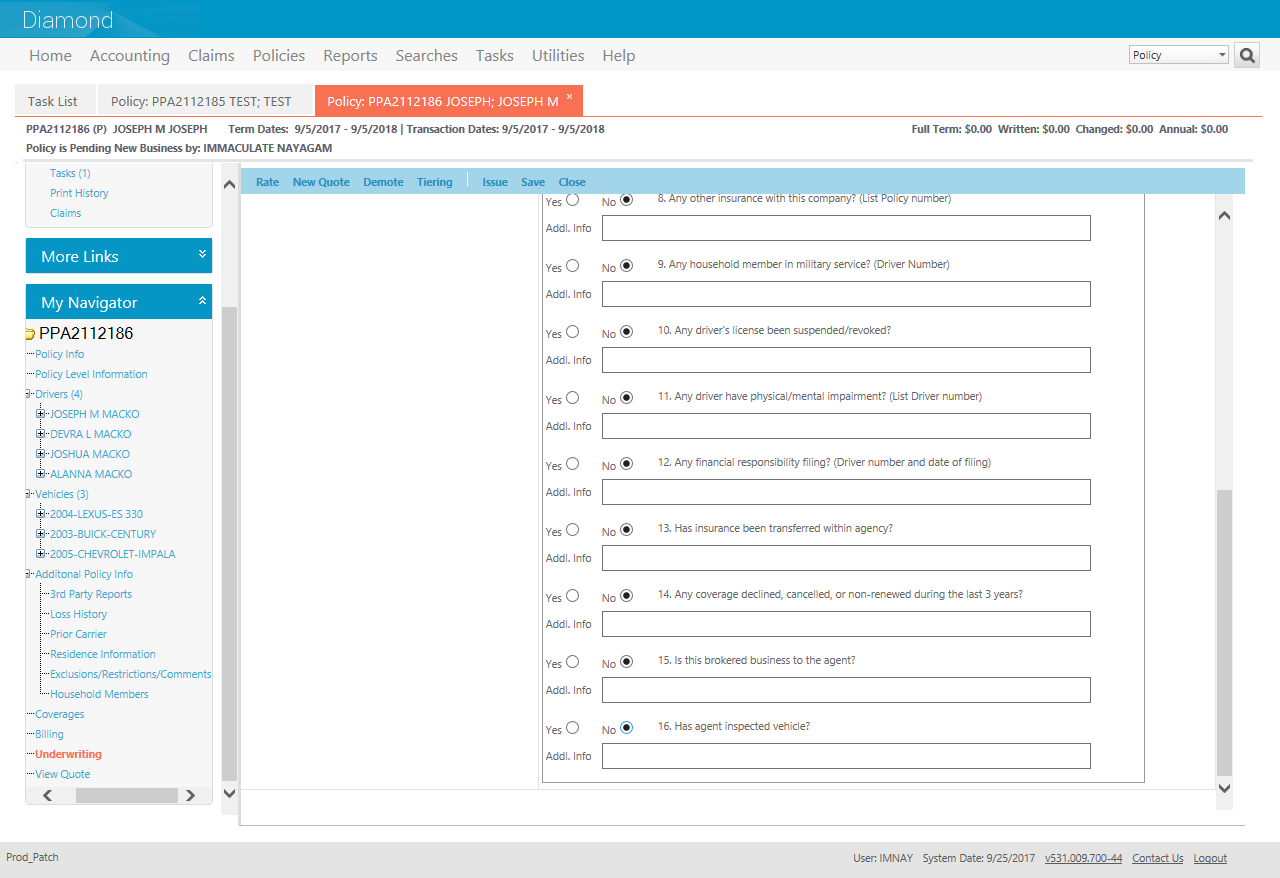 Diamond
Home Accounting Claims Policies Reports Searches Tasks Utilities Help Policy
Task List Policy: PPA2112185 TEST; TEST Policy: PPA2112186 JOSEPH; JOSEPH M ×
PPA2112186 (P) JOSEPH M JOSEPH Term Dates: 9/5/2017 - 9/5/2018 | Transaction Dates: 9/5/2017 - 9/5/2018 Full Term: $0.00 Written: $0.00 Changed: $0.00 Annual: $0.00
Policy is Pending New Business by: IMMACULATE NAYAGAM
Tasks (1)
Print History
Claims
More Links
My Navigator
PPA2112186
Policy Info
Policy Level Information
Drivers (4)
JOSEPH M MACKO
DEVRA L MACKO
JOSHUA MACKO
ALANNA MACKO
Vehicles (3)
2004-LEXUS-ES 330
2003-BUICK-CENTURY
2005-CHEVROLET-IMPALA
Additonal Policy Info
3rd Party Reports
Loss History
Prior Carrier
Residence Information
Exclusions/Restrictions/Comments
Household Members
Coverages
Billing
Underwriting
View Quote
Rate New Quote Demote Tiering Issue Save Close
Yes No 8. Any other insurance with this company? (List Policy number)
Addl. Info
Yes No 9. Any household member in military service? (Driver Number)
Addl. Info
Yes No 10. Any driver's license been suspended/revoked?
Addl. Info
Yes No 11. Any driver have physical/mental impairment? (List Driver number)
Addl. Info
Yes No 12. Any financial responsibility filing? (Driver number and date of filing)
Addl. Info
Yes No 13. Has insurance been transferred within agency?
Addl. Info
Yes No 14. Any coverage declined, cancelled, or non-renewed during the last 3 years?
Addl. Info
Yes No 15. Is this brokered business to the agent?
Addl. Info
Yes No 16. Has agent inspected vehicle?
Addl. Info
Prod_Patch User: IMNAY System Date: 9/25/2017 v531.009.700-44 Contact Us Logout